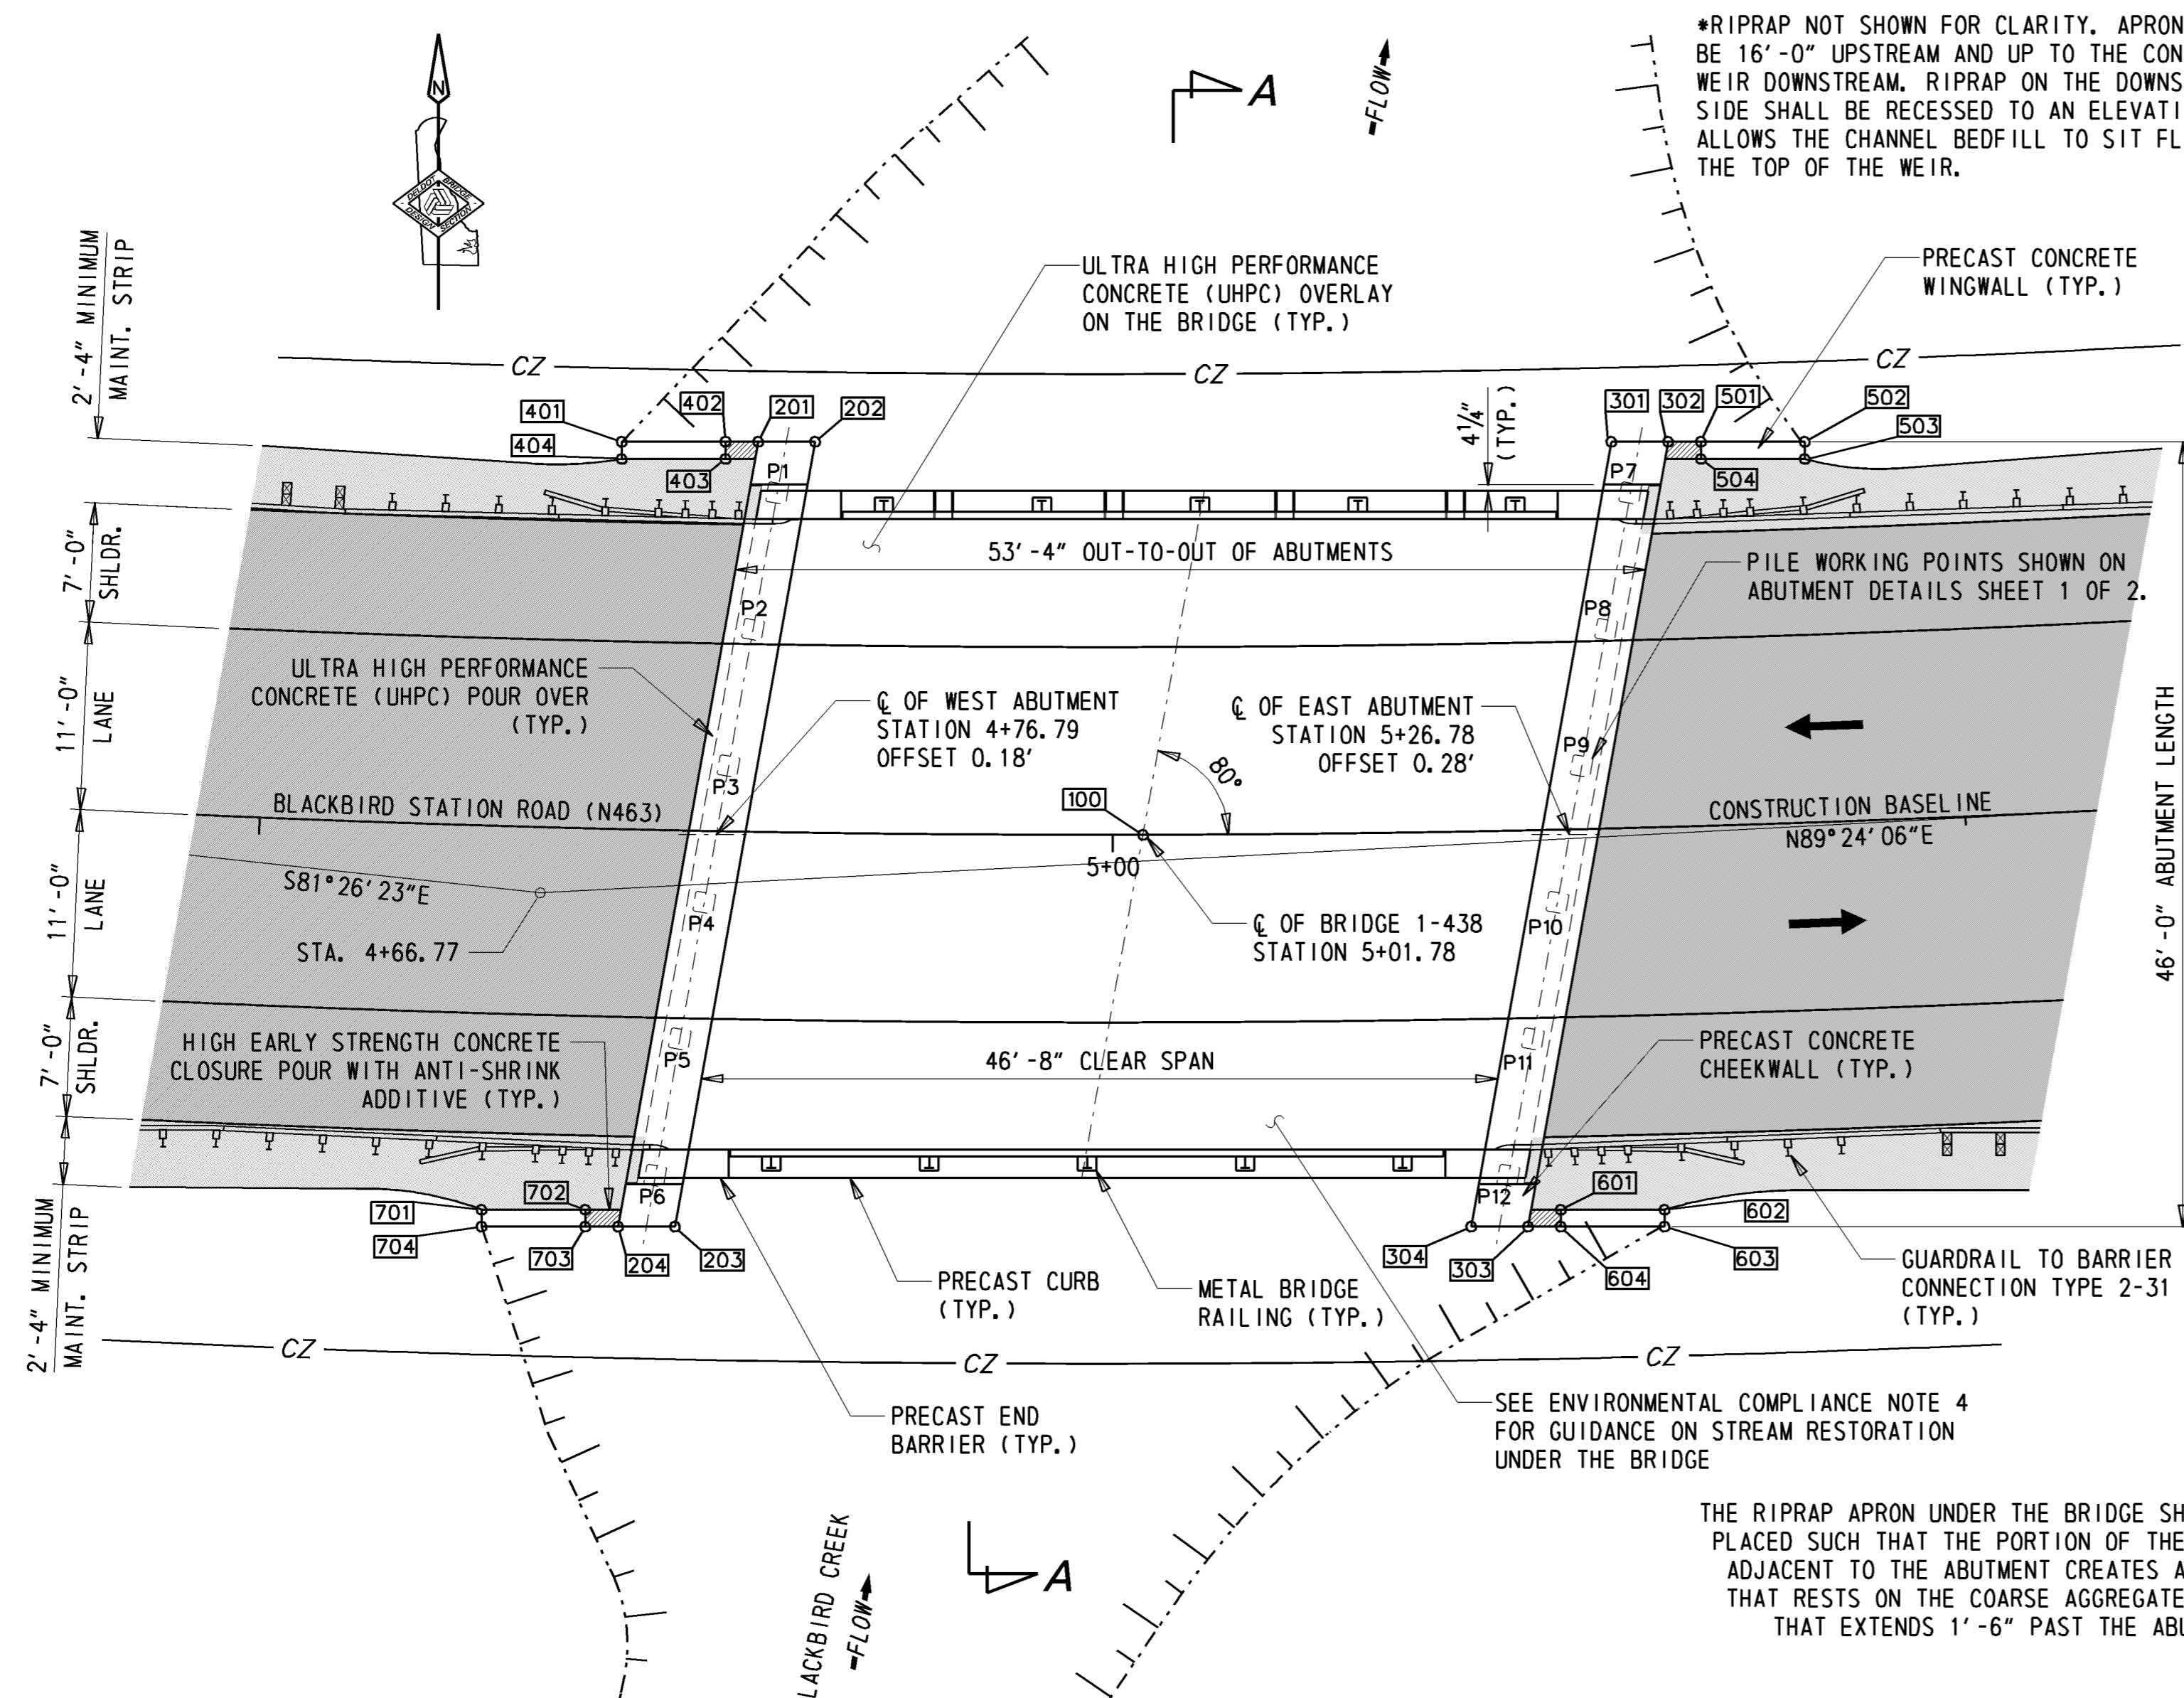 *RIPRAP NOT SHOWN FOR CLARITY. APRON
BE 16'-0" UPSTREAM AND UP TO THE CON
WEIR DOWNSTREAM. RIPRAP ON THE DOWNS
SIDE SHALL BE RECESSED TO AN ELEVATI
ALLOWS THE CHANNEL BEDFILL TO SIT FL
THE TOP OF THE WEIR.
N
DELDOT BRIDGE
DESIGN SECTION
A
FLOW
2'-4" MINIMUM
MAINT. STRIP
ULTRA HIGH PERFORMANCE
CONCRETE (UHPC) OVERLAY
ON THE BRIDGE (TYP.)
PRECAST CONCRETE
WINGWALL (TYP.)
CZ
CZ
CZ
401
402
201
202
404
403
4 1/4"
(TYP.)
301
302
501
502
503
504
P1
P7
7'-0"
SHLDR.
53'-4" OUT-TO-OUT OF ABUTMENTS
PILE WORKING POINTS SHOWN ON
ABUTMENT DETAILS SHEET 1 OF 2.
P2
P8
ULTRA HIGH PERFORMANCE
CONCRETE (UHPC) POUR OVER
(TYP.)
11'-0"
LANE
℄ OF WEST ABUTMENT
STATION 4+76.79
OFFSET 0.18'
℄ OF EAST ABUTMENT
STATION 5+26.78
OFFSET 0.28'
80°
P9
P3
46'-0" ABUTMENT LENGTH
BLACKBIRD STATION ROAD (N463)
100
CONSTRUCTION BASELINE
N89°24'06"E
5+00
S81°26'23"E
11'-0"
LANE
STA. 4+66.77
P4
℄ OF BRIDGE 1-438
STATION 5+01.78
P10
7'-0"
SHLDR.
HIGH EARLY STRENGTH CONCRETE
CLOSURE POUR WITH ANTI-SHRINK
ADDITIVE (TYP.)
P5
46'-8" CLEAR SPAN
P11
PRECAST CONCRETE
CHEEKWALL (TYP.)
2'-4" MINIMUM
MAINT. STRIP
P6
P12
701
702
704
703
204
203
304
303
601
602
604
603
PRECAST CURB
(TYP.)
METAL BRIDGE
RAILING (TYP.)
GUARDRAIL TO BARRIER
CONNECTION TYPE 2-31
(TYP.)
CZ
CZ
CZ
PRECAST END
BARRIER (TYP.)
SEE ENVIRONMENTAL COMPLIANCE NOTE 4
FOR GUIDANCE ON STREAM RESTORATION
UNDER THE BRIDGE
LACKBIRD CREEK
FLOW
A
THE RIPRAP APRON UNDER THE BRIDGE SH
PLACED SUCH THAT THE PORTION OF THE
ADJACENT TO THE ABUTMENT CREATES A
THAT RESTS ON THE COARSE AGGREGATE
THAT EXTENDS 1'-6" PAST THE ABU